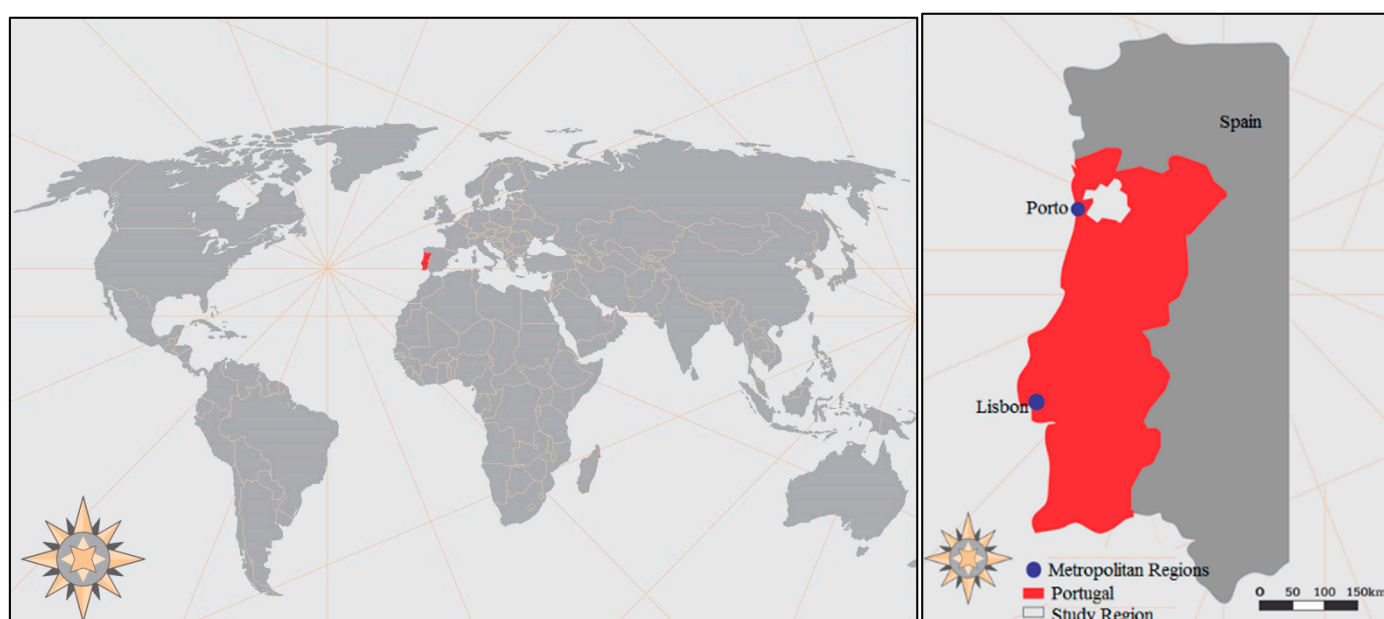 Spain
Porto
Lisbon
Metropolitan Regions
Portugal
Study Region
0 50 100 150km